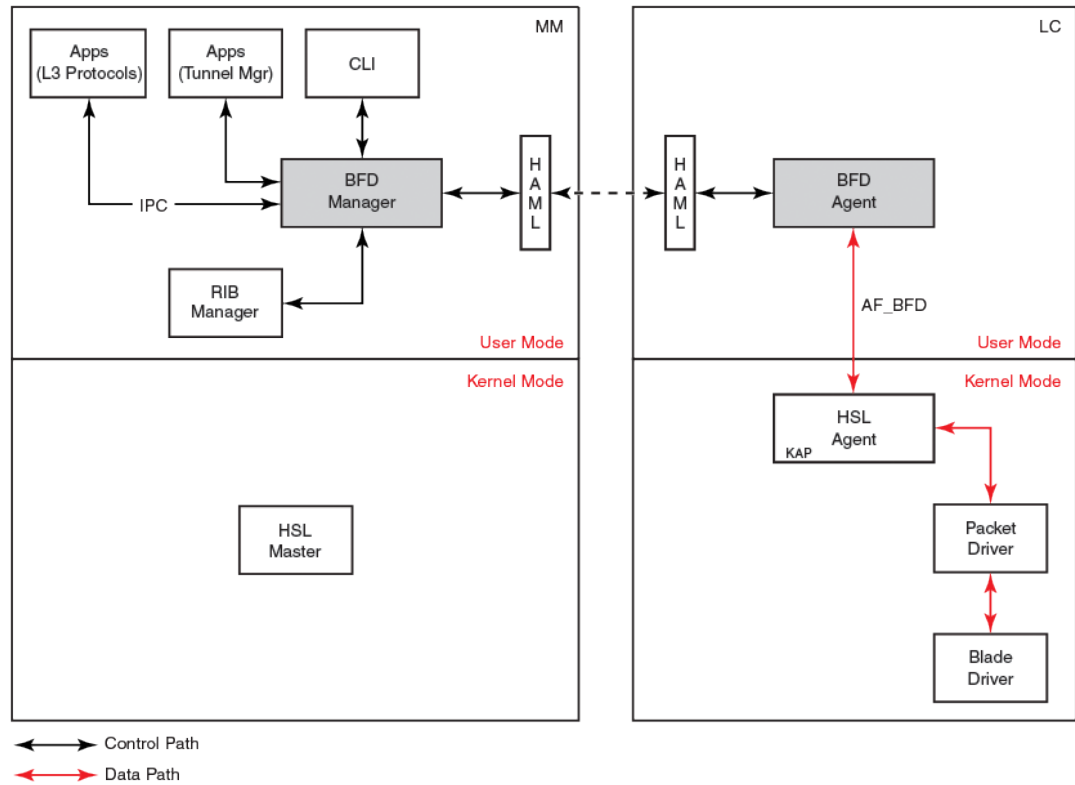 MM
Apps
(L3 Protocols)
Apps
(Tunnel Mgr)
CLI
BFD
Manager
IPC
H
A
M
L
RIB
Manager
User Mode
Kernel Mode
HSL
Master
LC
H
A
M
L
BFD
Agent
AF_BFD
User Mode
Kernel Mode
HSL
Agent
KAP
Packet
Driver
Blade
Driver
Control Path
Data Path